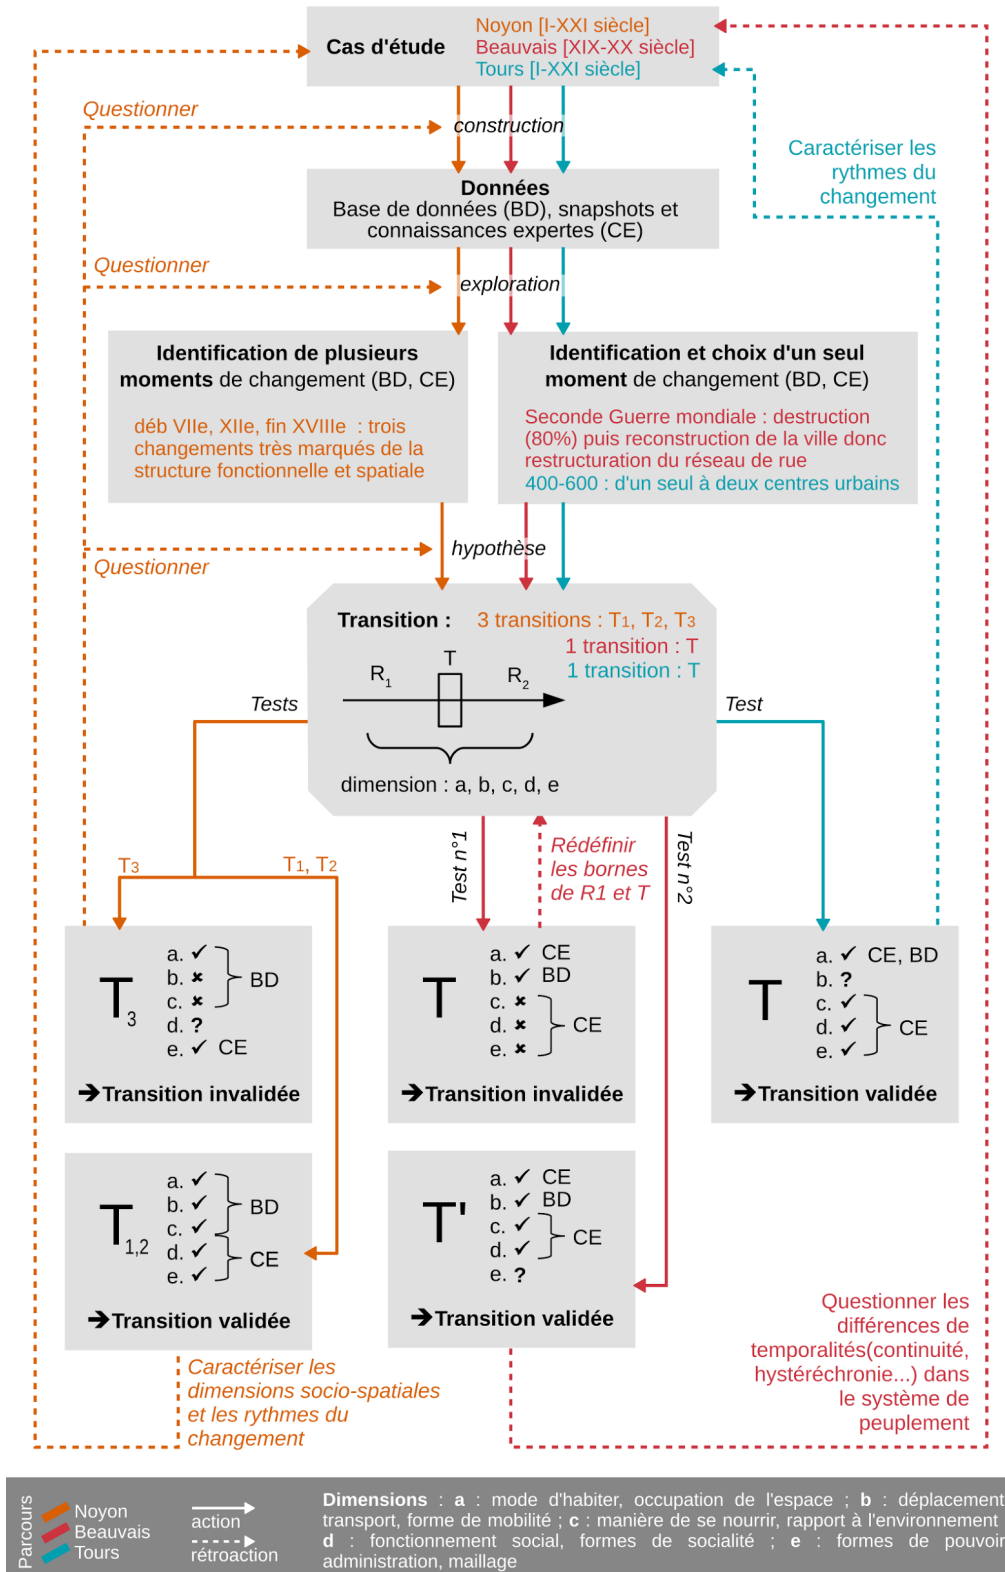 Cas d'étude
Noyon [I-XXI siècle]
Beauvais [XIX-XX siècle]
Tours [I-XXI siècle]
Questionner
construction
Caractériser les
rythmes du
changement
Données
Base de données (BD), snapshots et
connaissances expertes (CE)
Questionner
exploration
Identification de plusieurs
moments de changement (BD, CE)
déb VIIe, XIIe, fin XVIIIe : trois
changements très marqués de la
structure fonctionnelle et spatiale
Identification et choix d'un seul
moment de changement (BD, CE)
Seconde Guerre mondiale : destruction
(80%) puis reconstruction de la ville donc
restructuration du réseau de rue
400-600 : d'un seul à deux centres urbains
hypothèse
Questionner
Transition :
3 transitions : T1, T2, T3
1 transition : T
1 transition : T
R1
T
R2
dimension : a, b, c, d, e
Tests
Test
T3
T1, T2
Test n°1
Rédéfinir
les bornes
de R1 et T
Test n°2
T3
a. ✓
b. ✖
c. ✖
BD
d. ?
e. ✓ CE
➔Transition invalidée
T
a. ✓ CE
b. ✓ BD
c. ✖
d. ✖
e. ✖
CE
➔Transition invalidée
T
a. ✓ CE, BD
b. ?
c. ✓
d. ✓
e. ✓
CE
➔Transition validée
T1,2
a. ✓
b. ✓
c. ✓
BD
d. ✓
e. ✓
CE
➔Transition validée
T'
a. ✓ CE
b. ✓ BD
c. ✓
d. ✓
CE
e. ?
➔Transition validée
Caractériser les
dimensions socio-spatiales
et les rythmes du
changement
Questionner les
différences de
temporalités(continuité,
hystéréchronie...) dans
le système de
peuplement
Parcours
Noyon
Beauvais
Tours
action
rétroaction
Dimensions : a : mode d'habiter, occupation de l'espace ; b : déplacement
transport, forme de mobilité ; c : manière de se nourrir, rapport à l'environnement
d : fonctionnement social, formes de socialité ; e : formes de pouvoir
administration, maillage